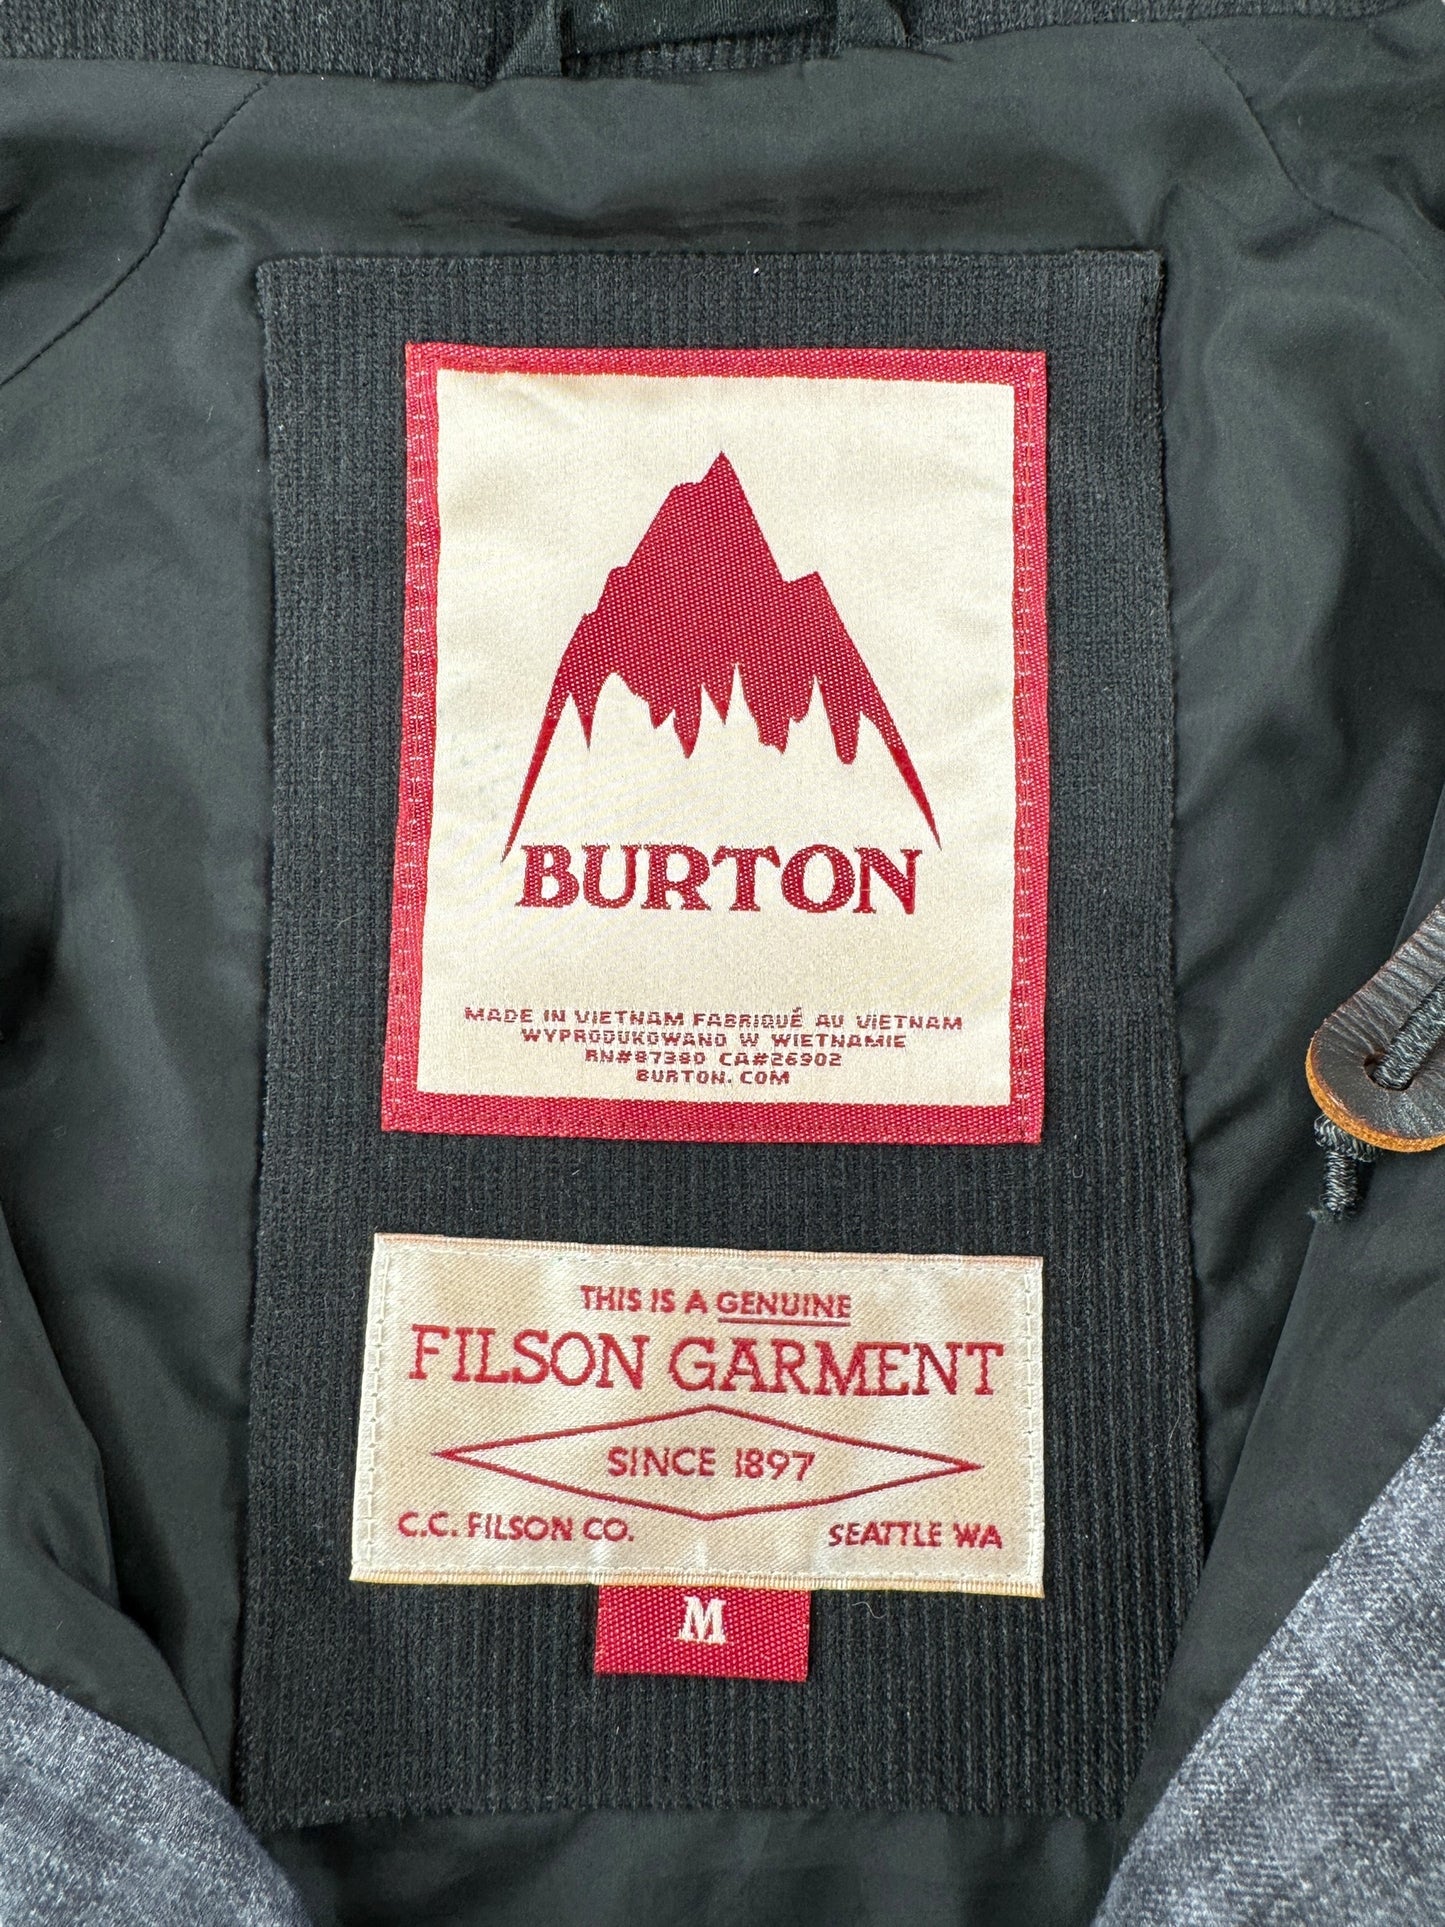 BURTON
MADE IN VIETNAM FABRIQUÉ AU VIETNAM
WYPRODUKOWANO W WIETNAMIE
RN#87380 CA#26902
BURTON.COM
THIS IS A GENUINE
FILSON GARMENT
SINCE 1897
C.C. FILSON CO. SEATTLE WA
M